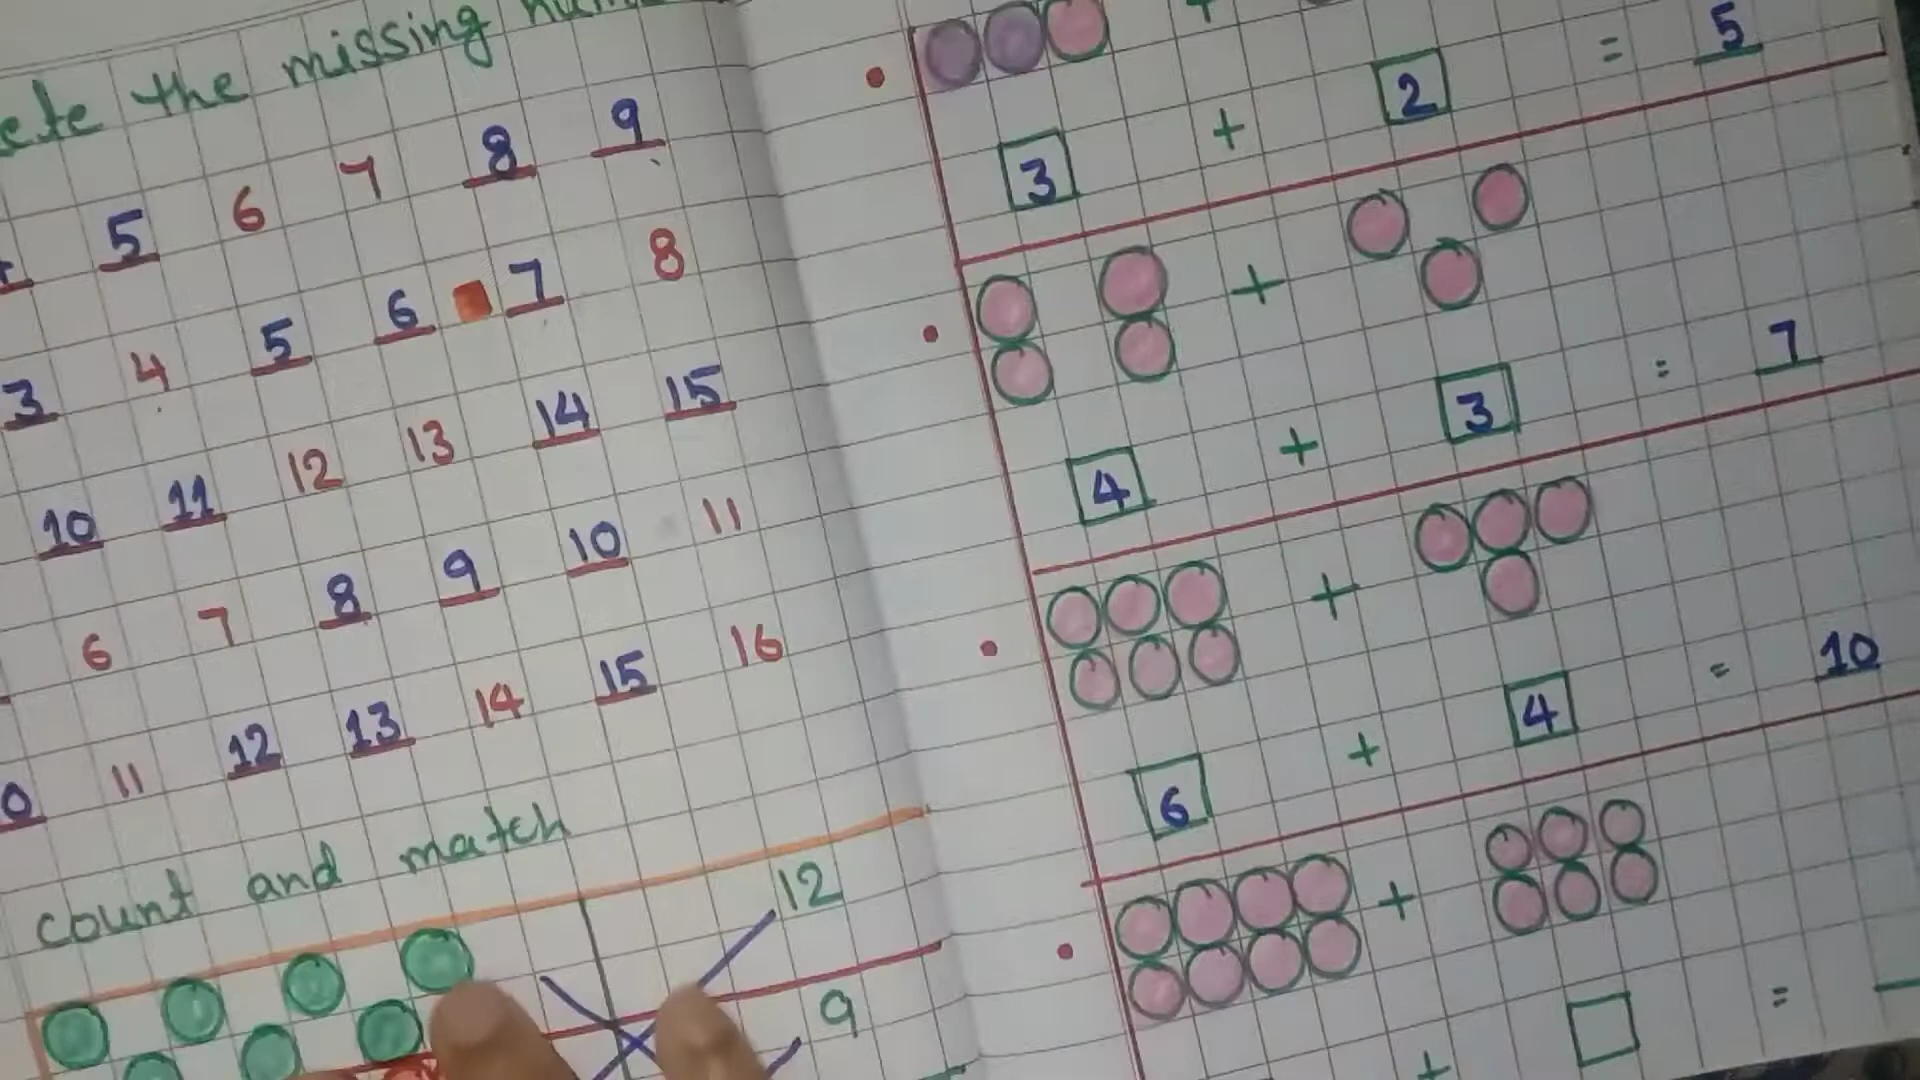 the missing
5 6 7 8 9
3 4 5 6 7 8
10 11 12 13 14 15
6 7 8 9 10 11
0 11 12 13 14 15 16
count and match
12
9
+
3 + 2 = 5
+
4 + 3 = 7
+
6 + 4 = 10
+
+ =